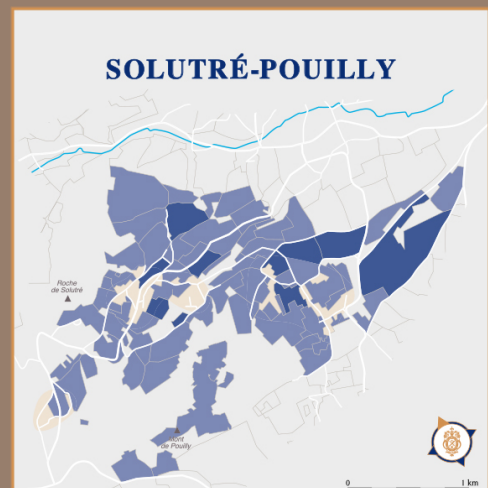 SOLUTRÉ-POUILLY
Roche
de Solutré
Mont
de Pouilly
0 1 km